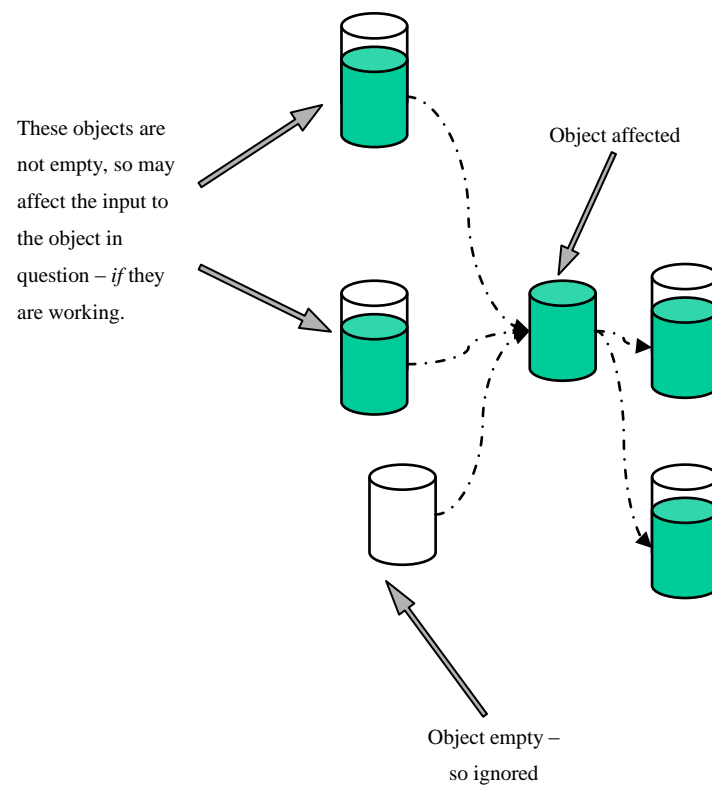 These objects are
not empty, so may
affect the input to
the object in
question – if they
are working.
Object affected
Object empty –
so ignored